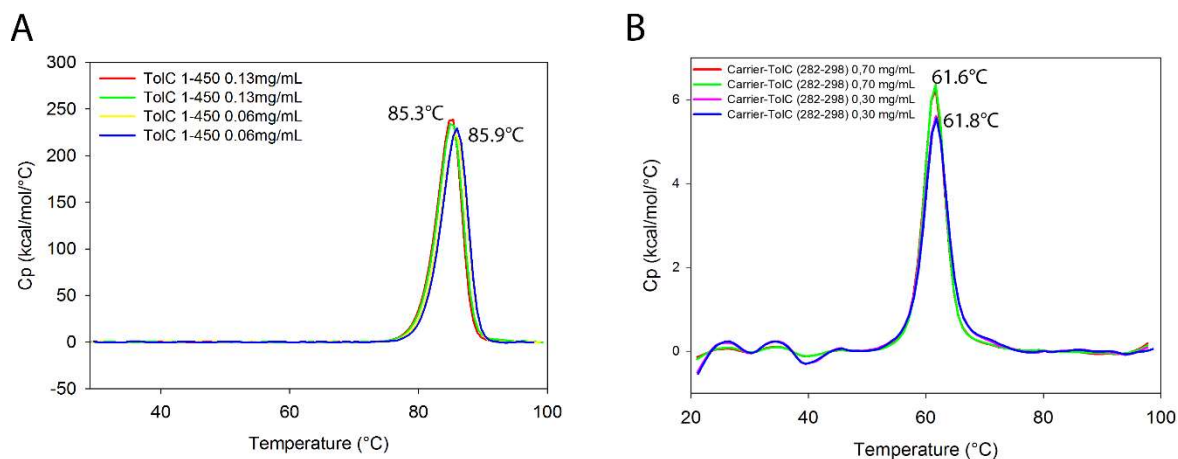 A
300
250
200
150
100
50
0
-50
Cp (kcal/mol/°C)
TolC 1-450 0.13mg/mL
TolC 1-450 0.13mg/mL
TolC 1-450 0.06mg/mL
TolC 1-450 0.06mg/mL
85.3°C
85.9°C
40
60
80
100
Temperature (°C)
B
6
4
2
0
Cp (kcal/mol/°C)
Carrier-TolC (282-298) 0,70 mg/mL
Carrier-TolC (282-298) 0,70 mg/mL
Carrier-TolC (282-298) 0,30 mg/mL
Carrier-TolC (282-298) 0,30 mg/mL
61.6°C
61.8°C
20
40
60
80
100
Temperature (°C)